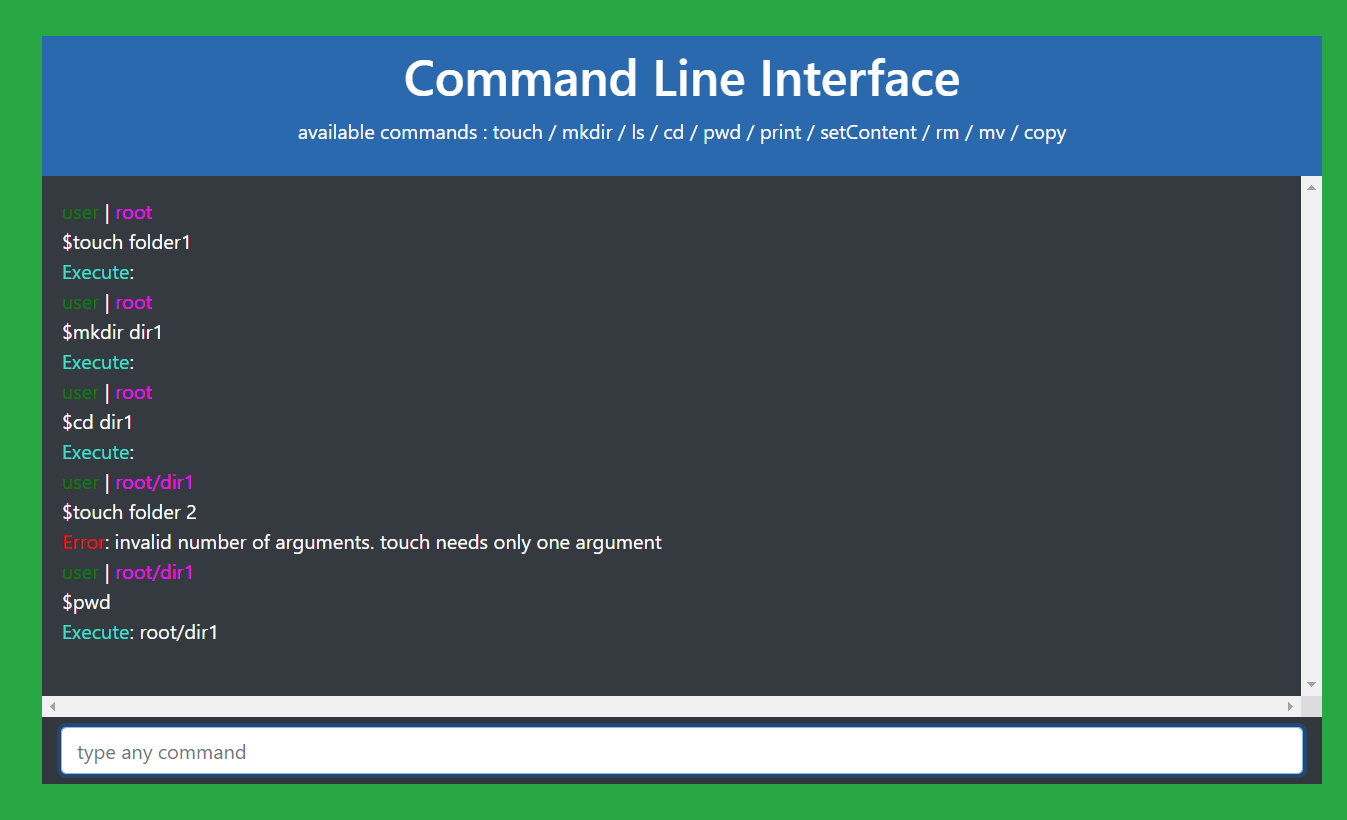 Command Line Interface
available commands : touch / mkdir / ls / cd / pwd / print / setContent / rm / mv / copy
user | root
$touch folder1
Execute:
user | root
$mkdir dir1
Execute:
user | root
$cd dir1
Execute:
user | root/dir1
$touch folder 2
Error: invalid number of arguments. touch needs only one argument
user | root/dir1
$pwd
Execute: root/dir1
type any command